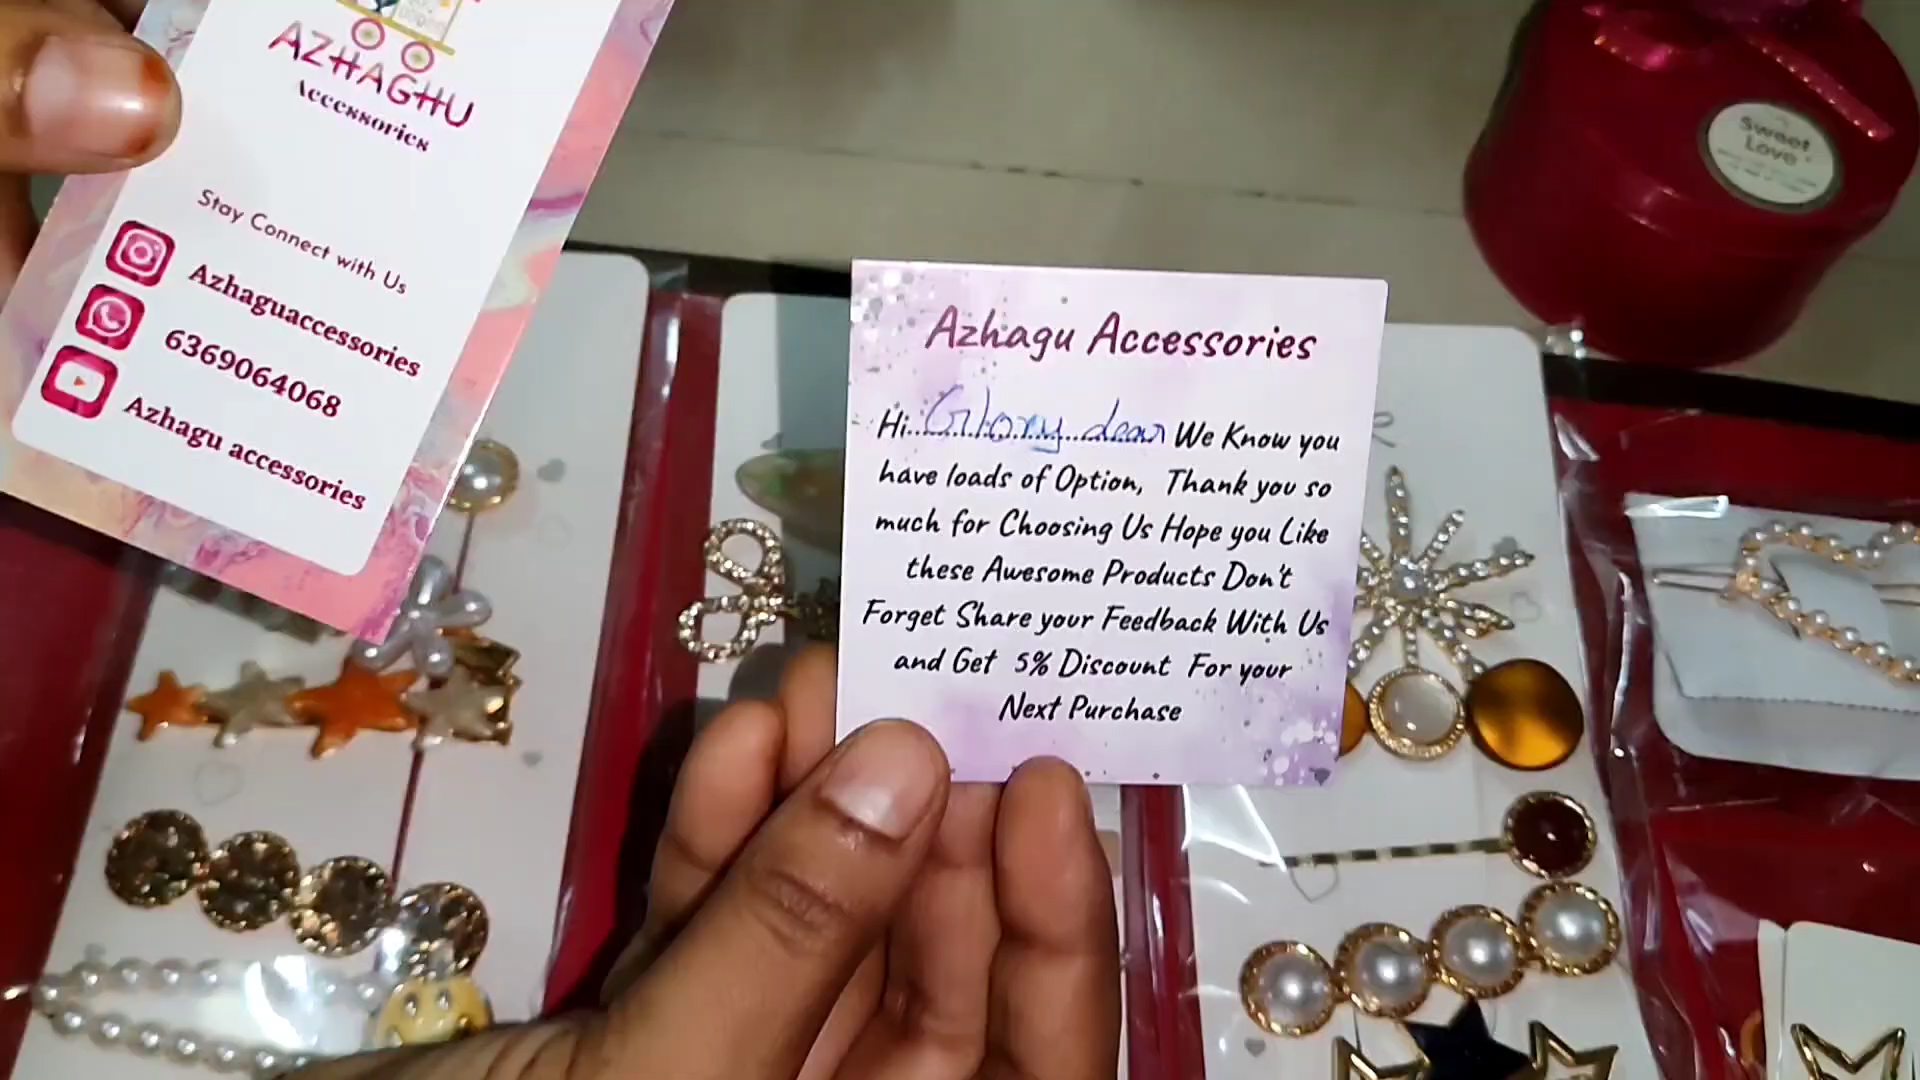 AZHAGHU
Accessories
Stay Connect with Us
Azhaguaccessories
6369064068
Azhagu accessories
Azhagu Accessories
Hi..Glory dear We Know you
have loads of Option, Thank you so
much for Choosing Us Hope you Like
these Awesome Products Don't
Forget Share your Feedback With Us
and Get 5% Discount For your
Next Purchase
Sweet
Love